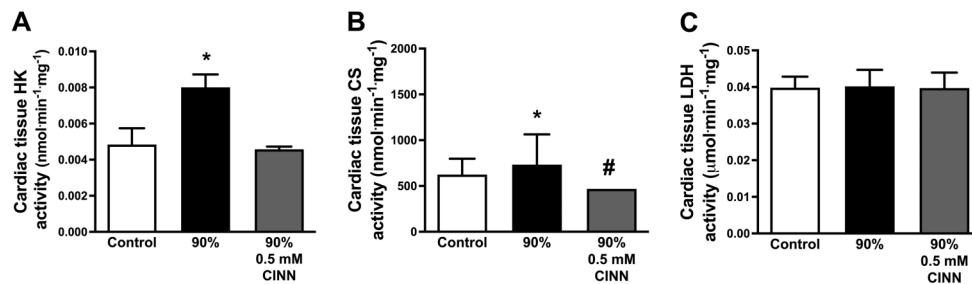 A
Cardiac tissue HK
activity (nmol·min-1·mg-1)
0.010
0.008
0.006
0.004
0.002
0.000
*
Control
90%
90%
0.5 mM
CINN
B
Cardiac tissue CS
activity (nmol·min-1·mg-1)
2000
1500
1000
500
0
*
#
Control
90%
90%
0.5 mM
CINN
C
Cardiac tissue LDH
activity (μmol·min-1·mg-1)
0.05
0.04
0.03
0.02
0.01
0.00
Control
90%
90%
0.5 mM
CINN